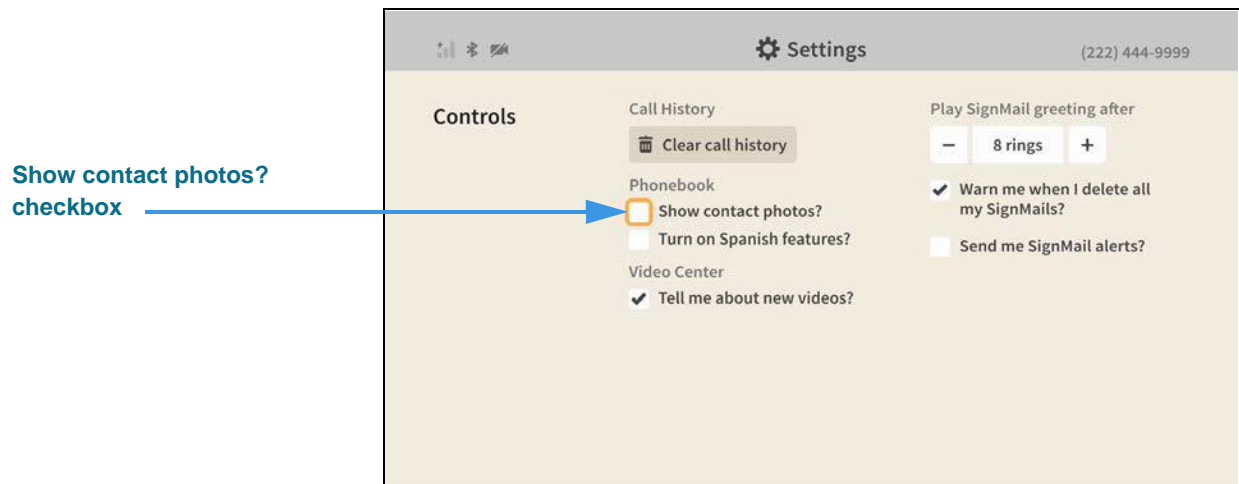 Settings
(222) 444-9999
Show contact photos?
checkbox
Controls
Call History
Clear call history
Phonebook
Show contact photos?
Turn on Spanish features?
Video Center
Tell me about new videos?
Play SignMail greeting after
− 8 rings +
Warn me when I delete all
my SignMails?
Send me SignMail alerts?